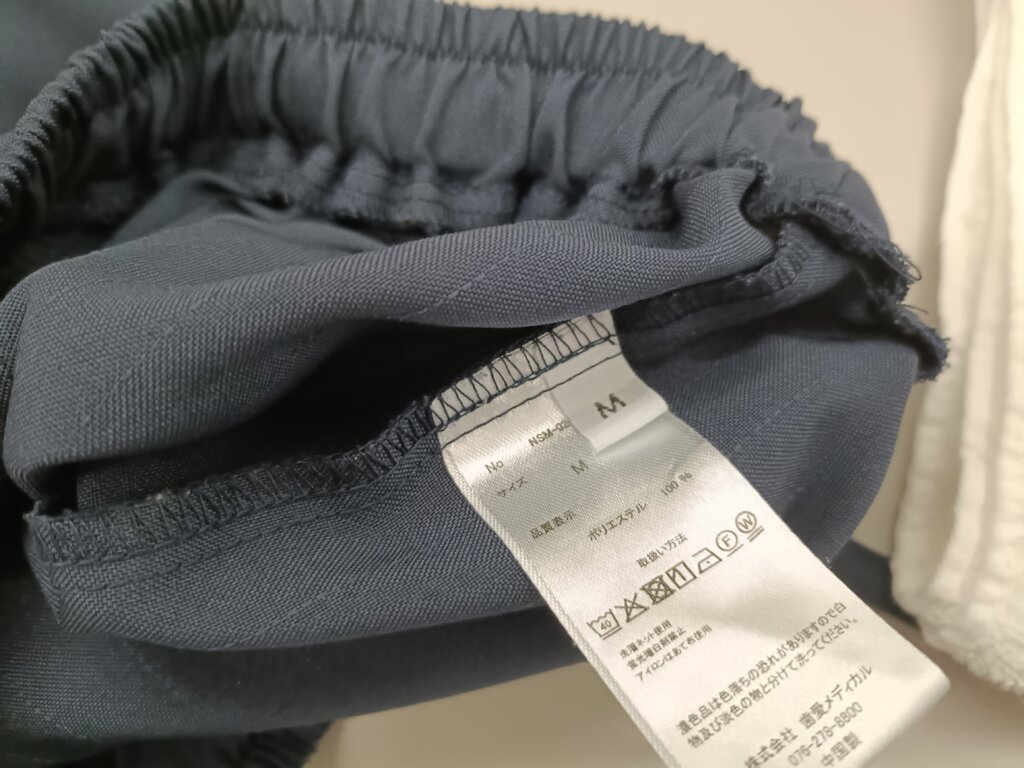 M
No
サイズ M
品質表示
ポリエステル 100 %
取扱い方法
40 F W
洗濯ネット使用
蛍光増白剤禁止
アイロンはあて布使用
濃色品は色落ちの恐れがありますので白
物及び淡色の物と分けて洗ってください。
株式会社 歯愛メディカル
076-278-8800
中国製